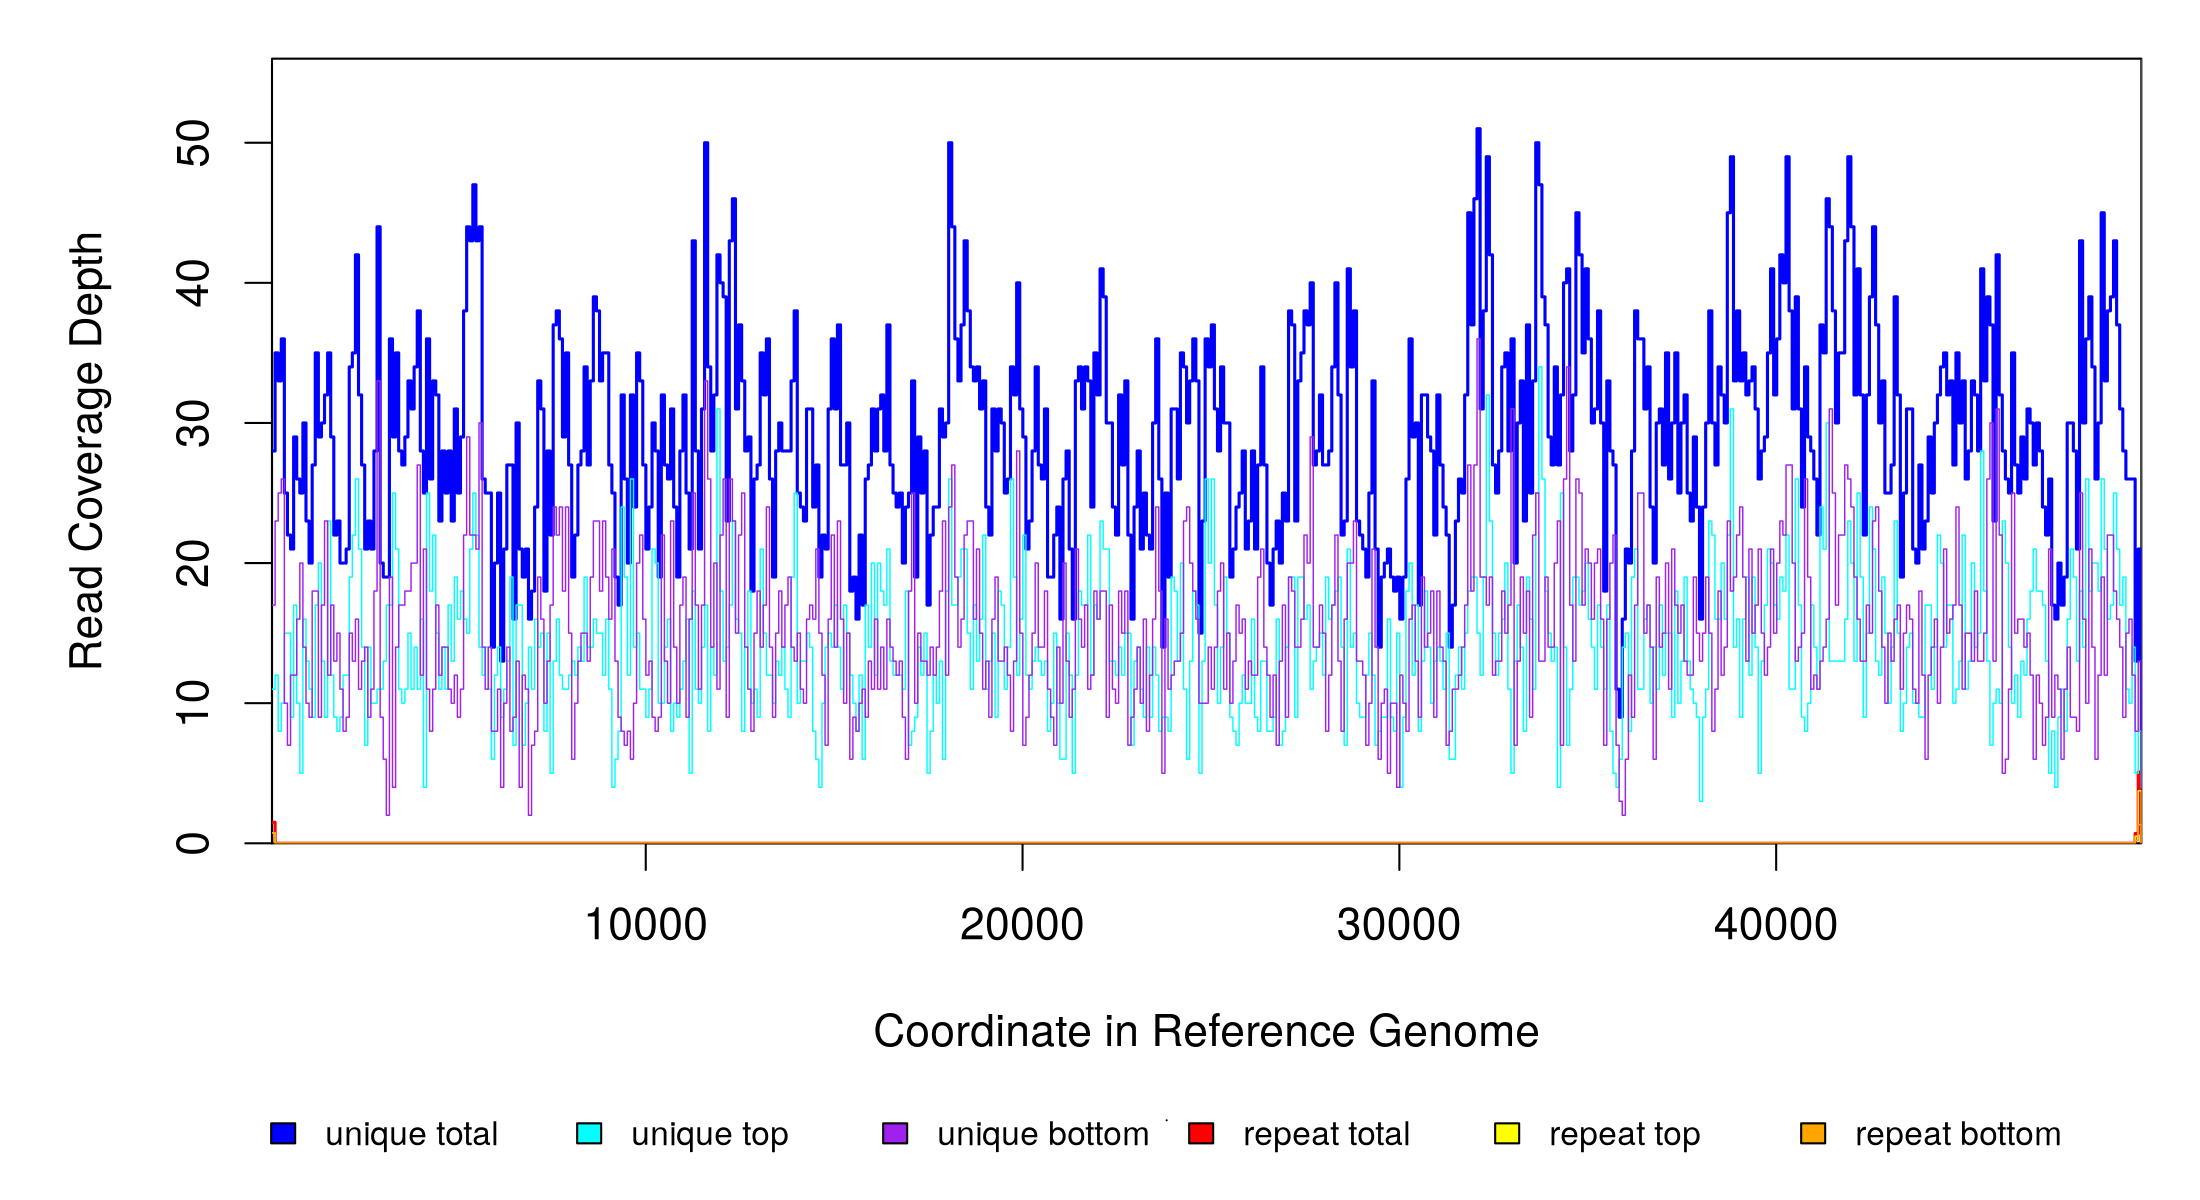 50
40
30
20
10
0
Read Coverage Depth
10000 20000 30000 40000
Coordinate in Reference Genome
unique total unique top unique bottom repeat total repeat top repeat bottom